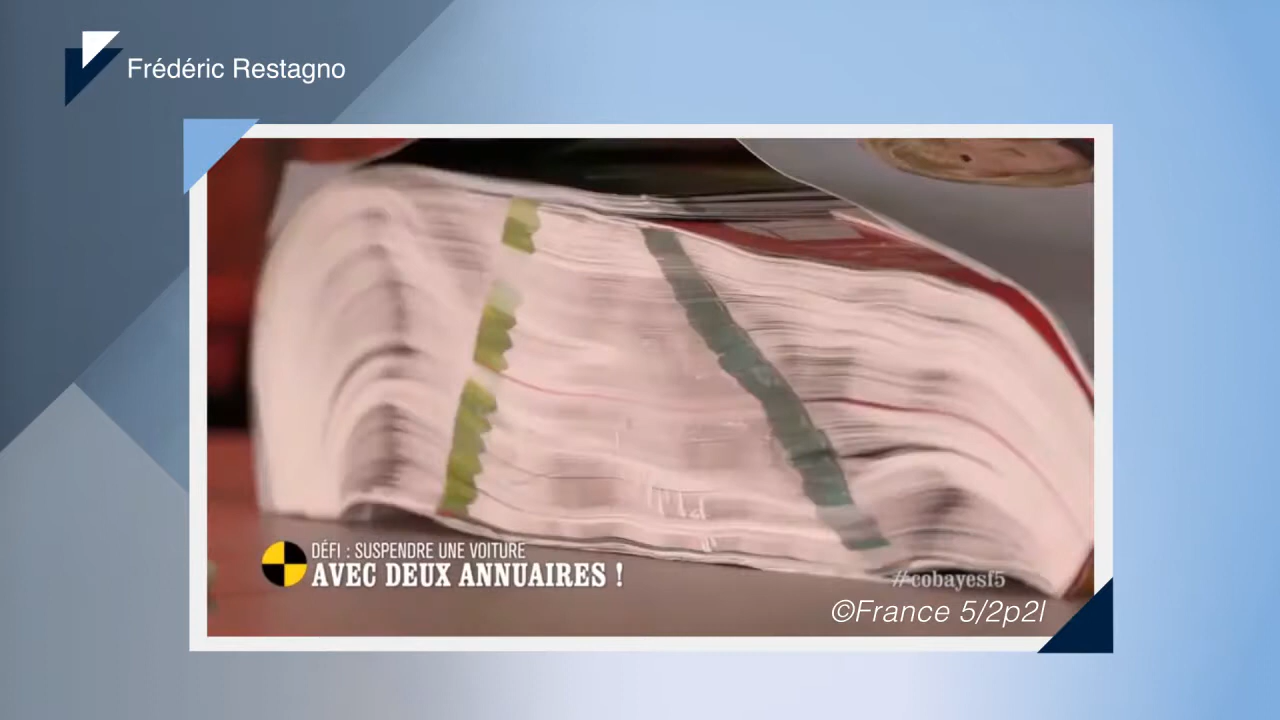 Frédéric Restagno
DÉFI : SUSPENDRE UNE VOITURE
AVEC DEUX ANNUAIRES !
#cobayesf5
©France 5/2p2l